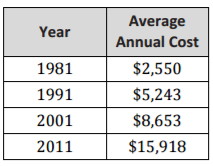 Year Average Annual Cost
1981 $2,550
1991 $5,243
2001 $8,653
2011 $15,918